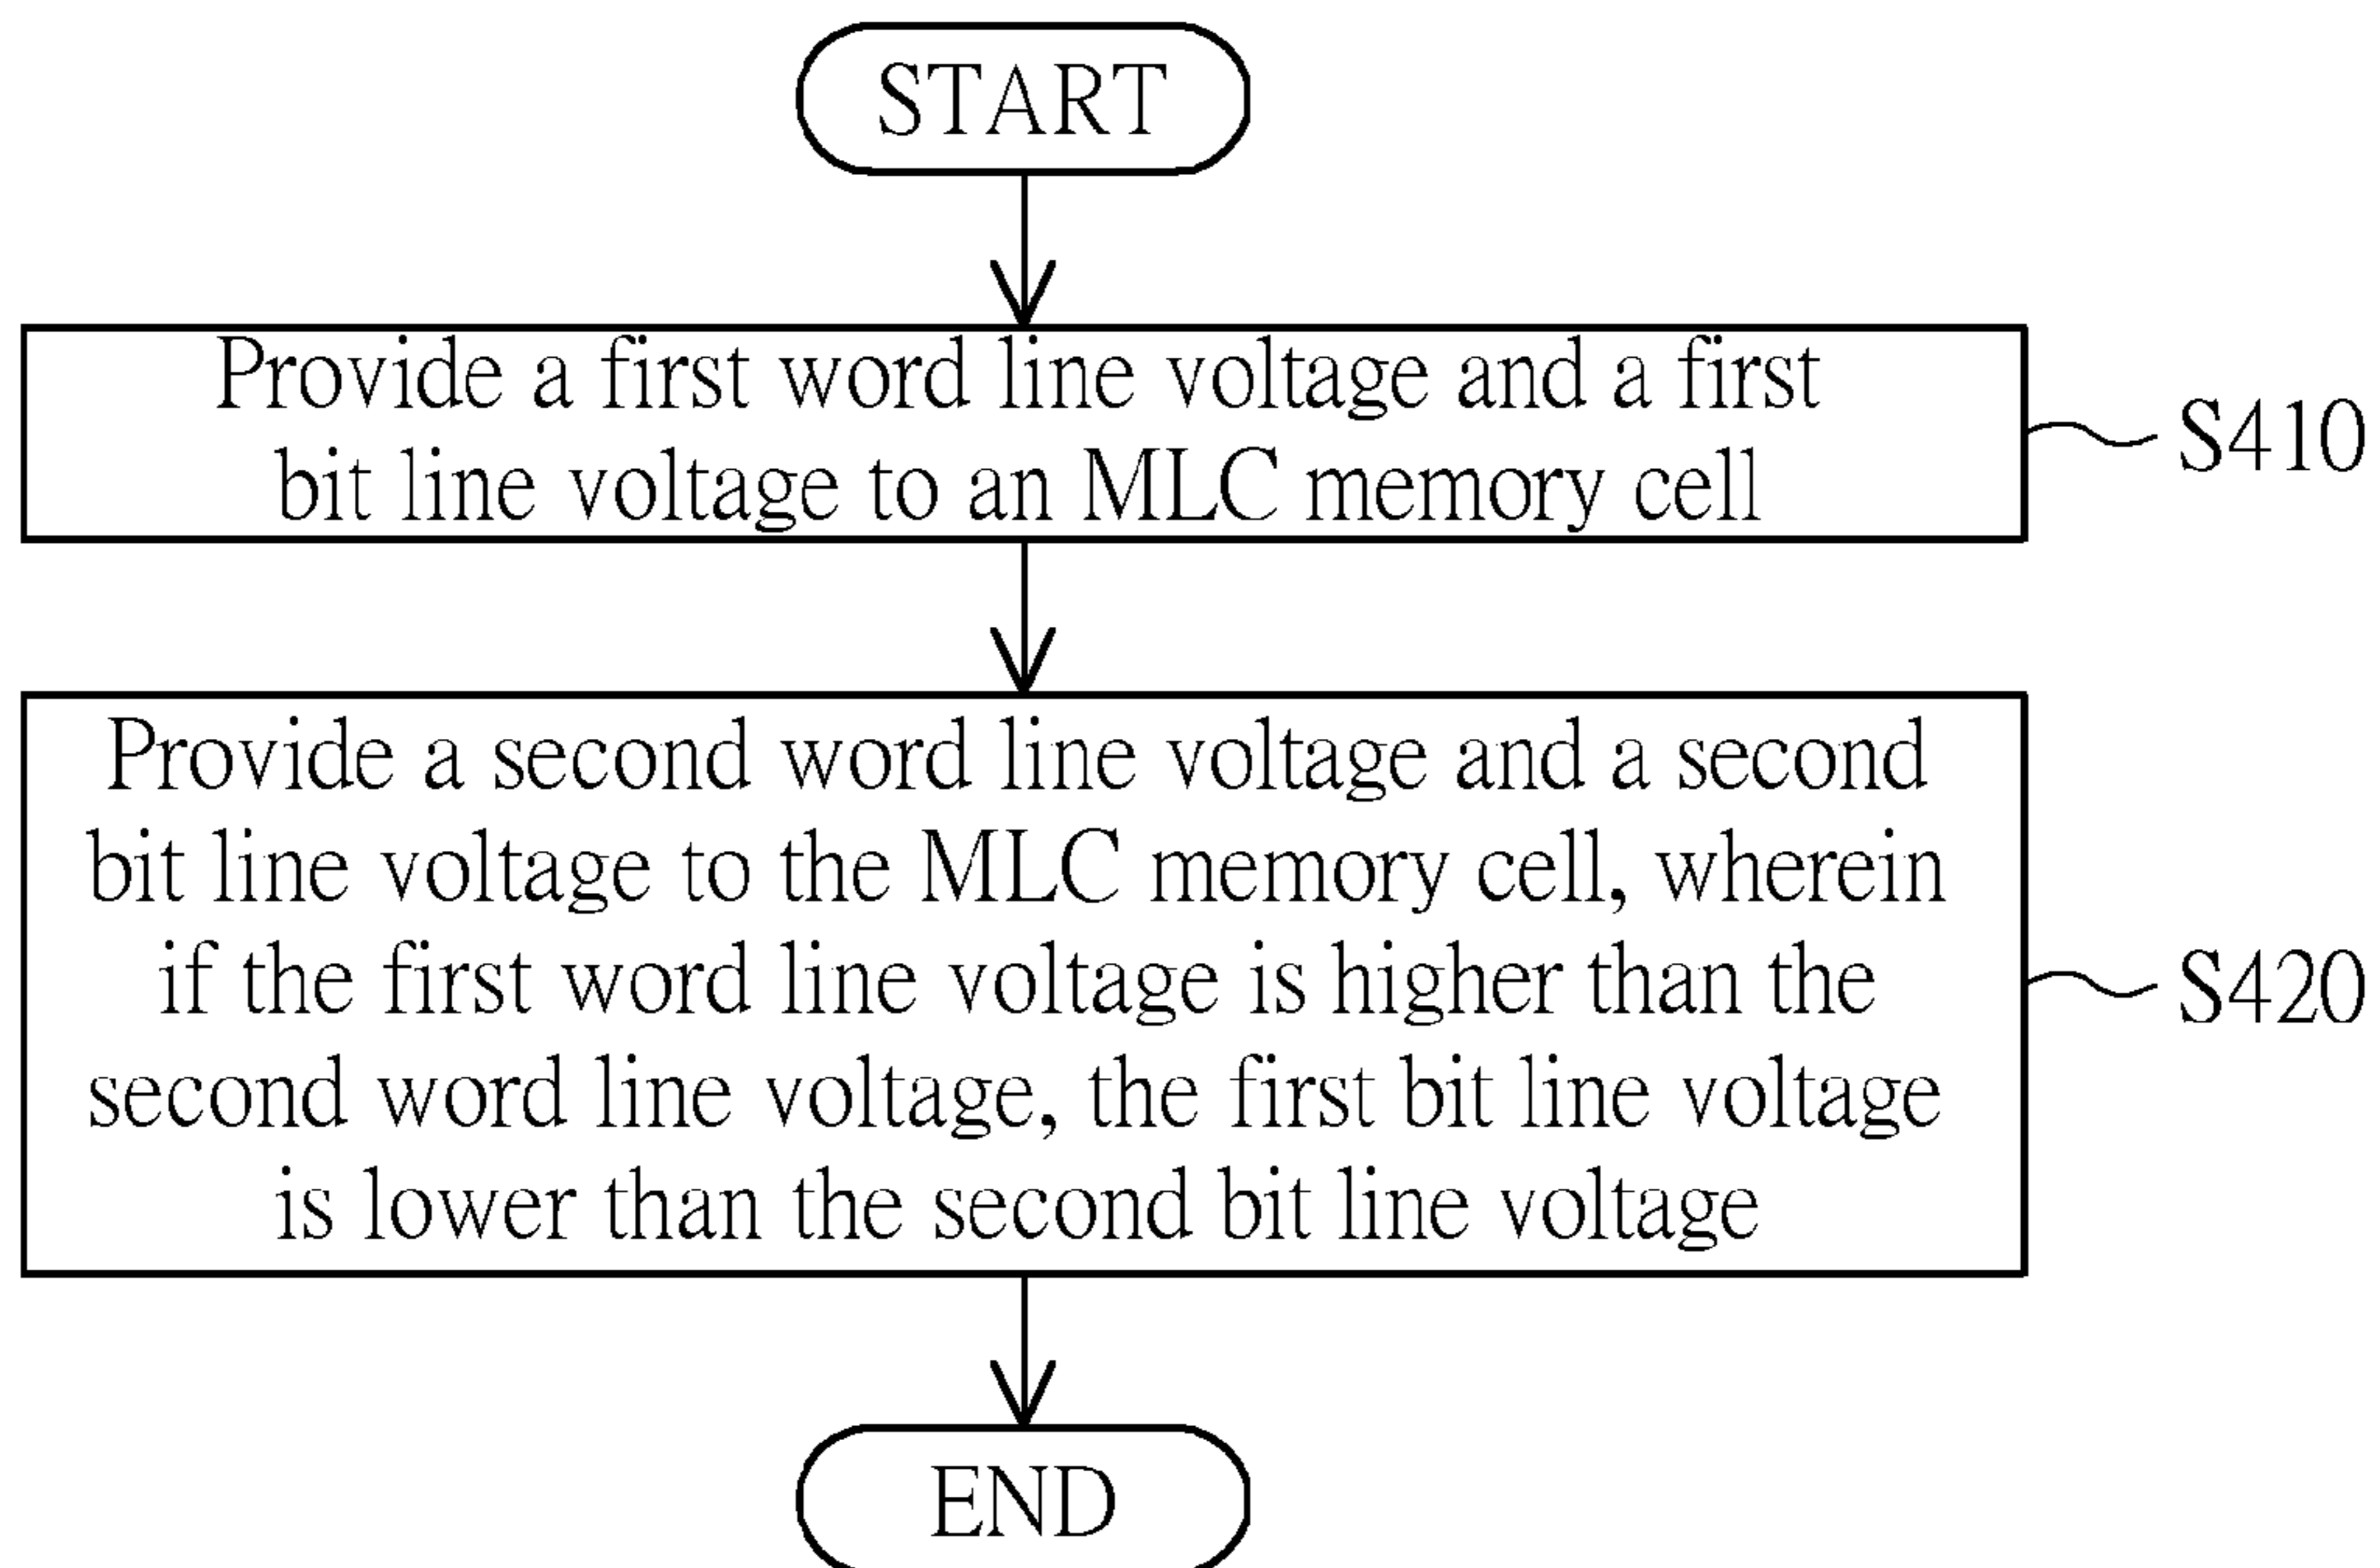 START
Provide a first word line voltage and a first
bit line voltage to an MLC memory cell
S410
Provide a second word line voltage and a second
bit line voltage to the MLC memory cell, wherein
if the first word line voltage is higher than the
second word line voltage, the first bit line voltage
is lower than the second bit line voltage
S420
END